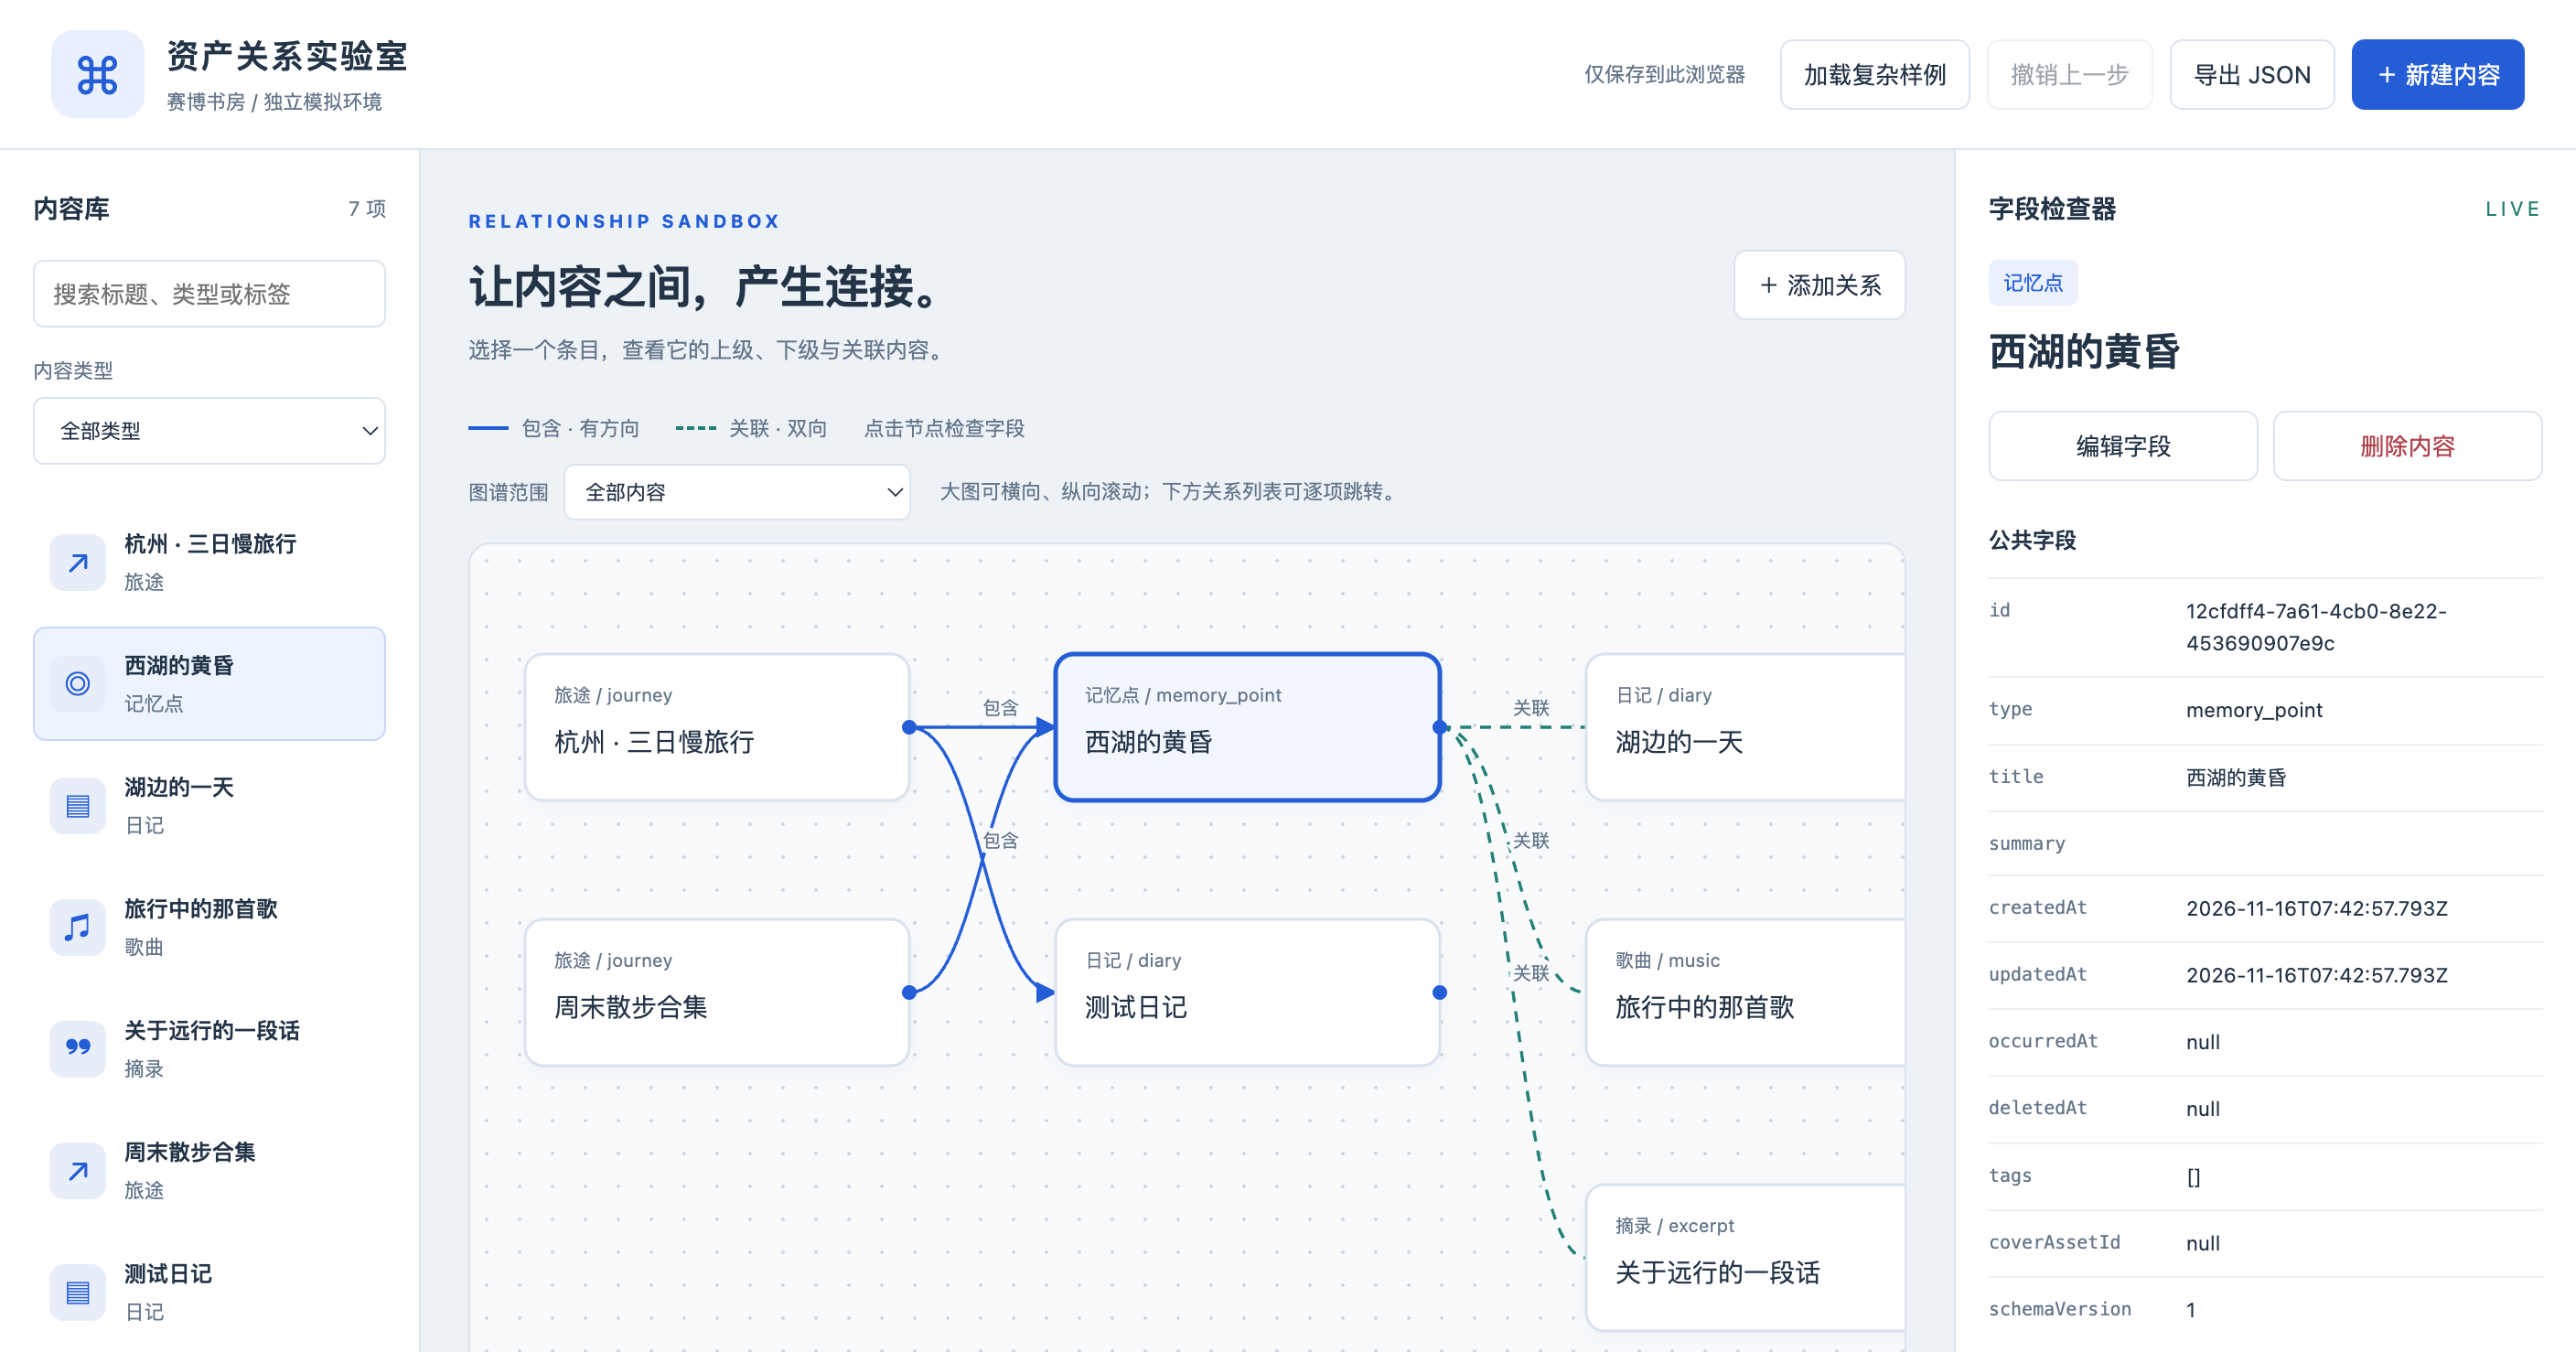 资产关系实验室
赛博书房 / 独立模拟环境
仅保存到此浏览器
加载复杂样例
撤销上一步
导出 JSON
+ 新建内容
内容库
7 项
搜索标题、类型或标签
内容类型
全部类型
杭州 · 三日慢旅行
旅途
西湖的黄昏
记忆点
湖边的一天
日记
旅行中的那首歌
歌曲
关于远行的一段话
摘录
周末散步合集
旅途
测试日记
日记
RELATIONSHIP SANDBOX
让内容之间，产生连接。
+ 添加关系
选择一个条目，查看它的上级、下级与关联内容。
包含 · 有方向
关联 · 双向
点击节点检查字段
图谱范围
全部内容
大图可横向、纵向滚动；下方关系列表可逐项跳转。
旅途 / journey
杭州 · 三日慢旅行
包含
记忆点 / memory_point
西湖的黄昏
关联
日记 / diary
湖边的一天
包含
关联
旅途 / journey
周末散步合集
日记 / diary
测试日记
关联
歌曲 / music
旅行中的那首歌
摘录 / excerpt
关于远行的一段话
字段检查器
LIVE
记忆点
西湖的黄昏
编辑字段
删除内容
公共字段
id
12cfdff4-7a61-4cb0-8e22-
453690907e9c
type
memory_point
title
西湖的黄昏
summary
createdAt
2026-11-16T07:42:57.793Z
updatedAt
2026-11-16T07:42:57.793Z
occurredAt
null
deletedAt
null
tags
[]
coverAssetId
null
schemaVersion
1